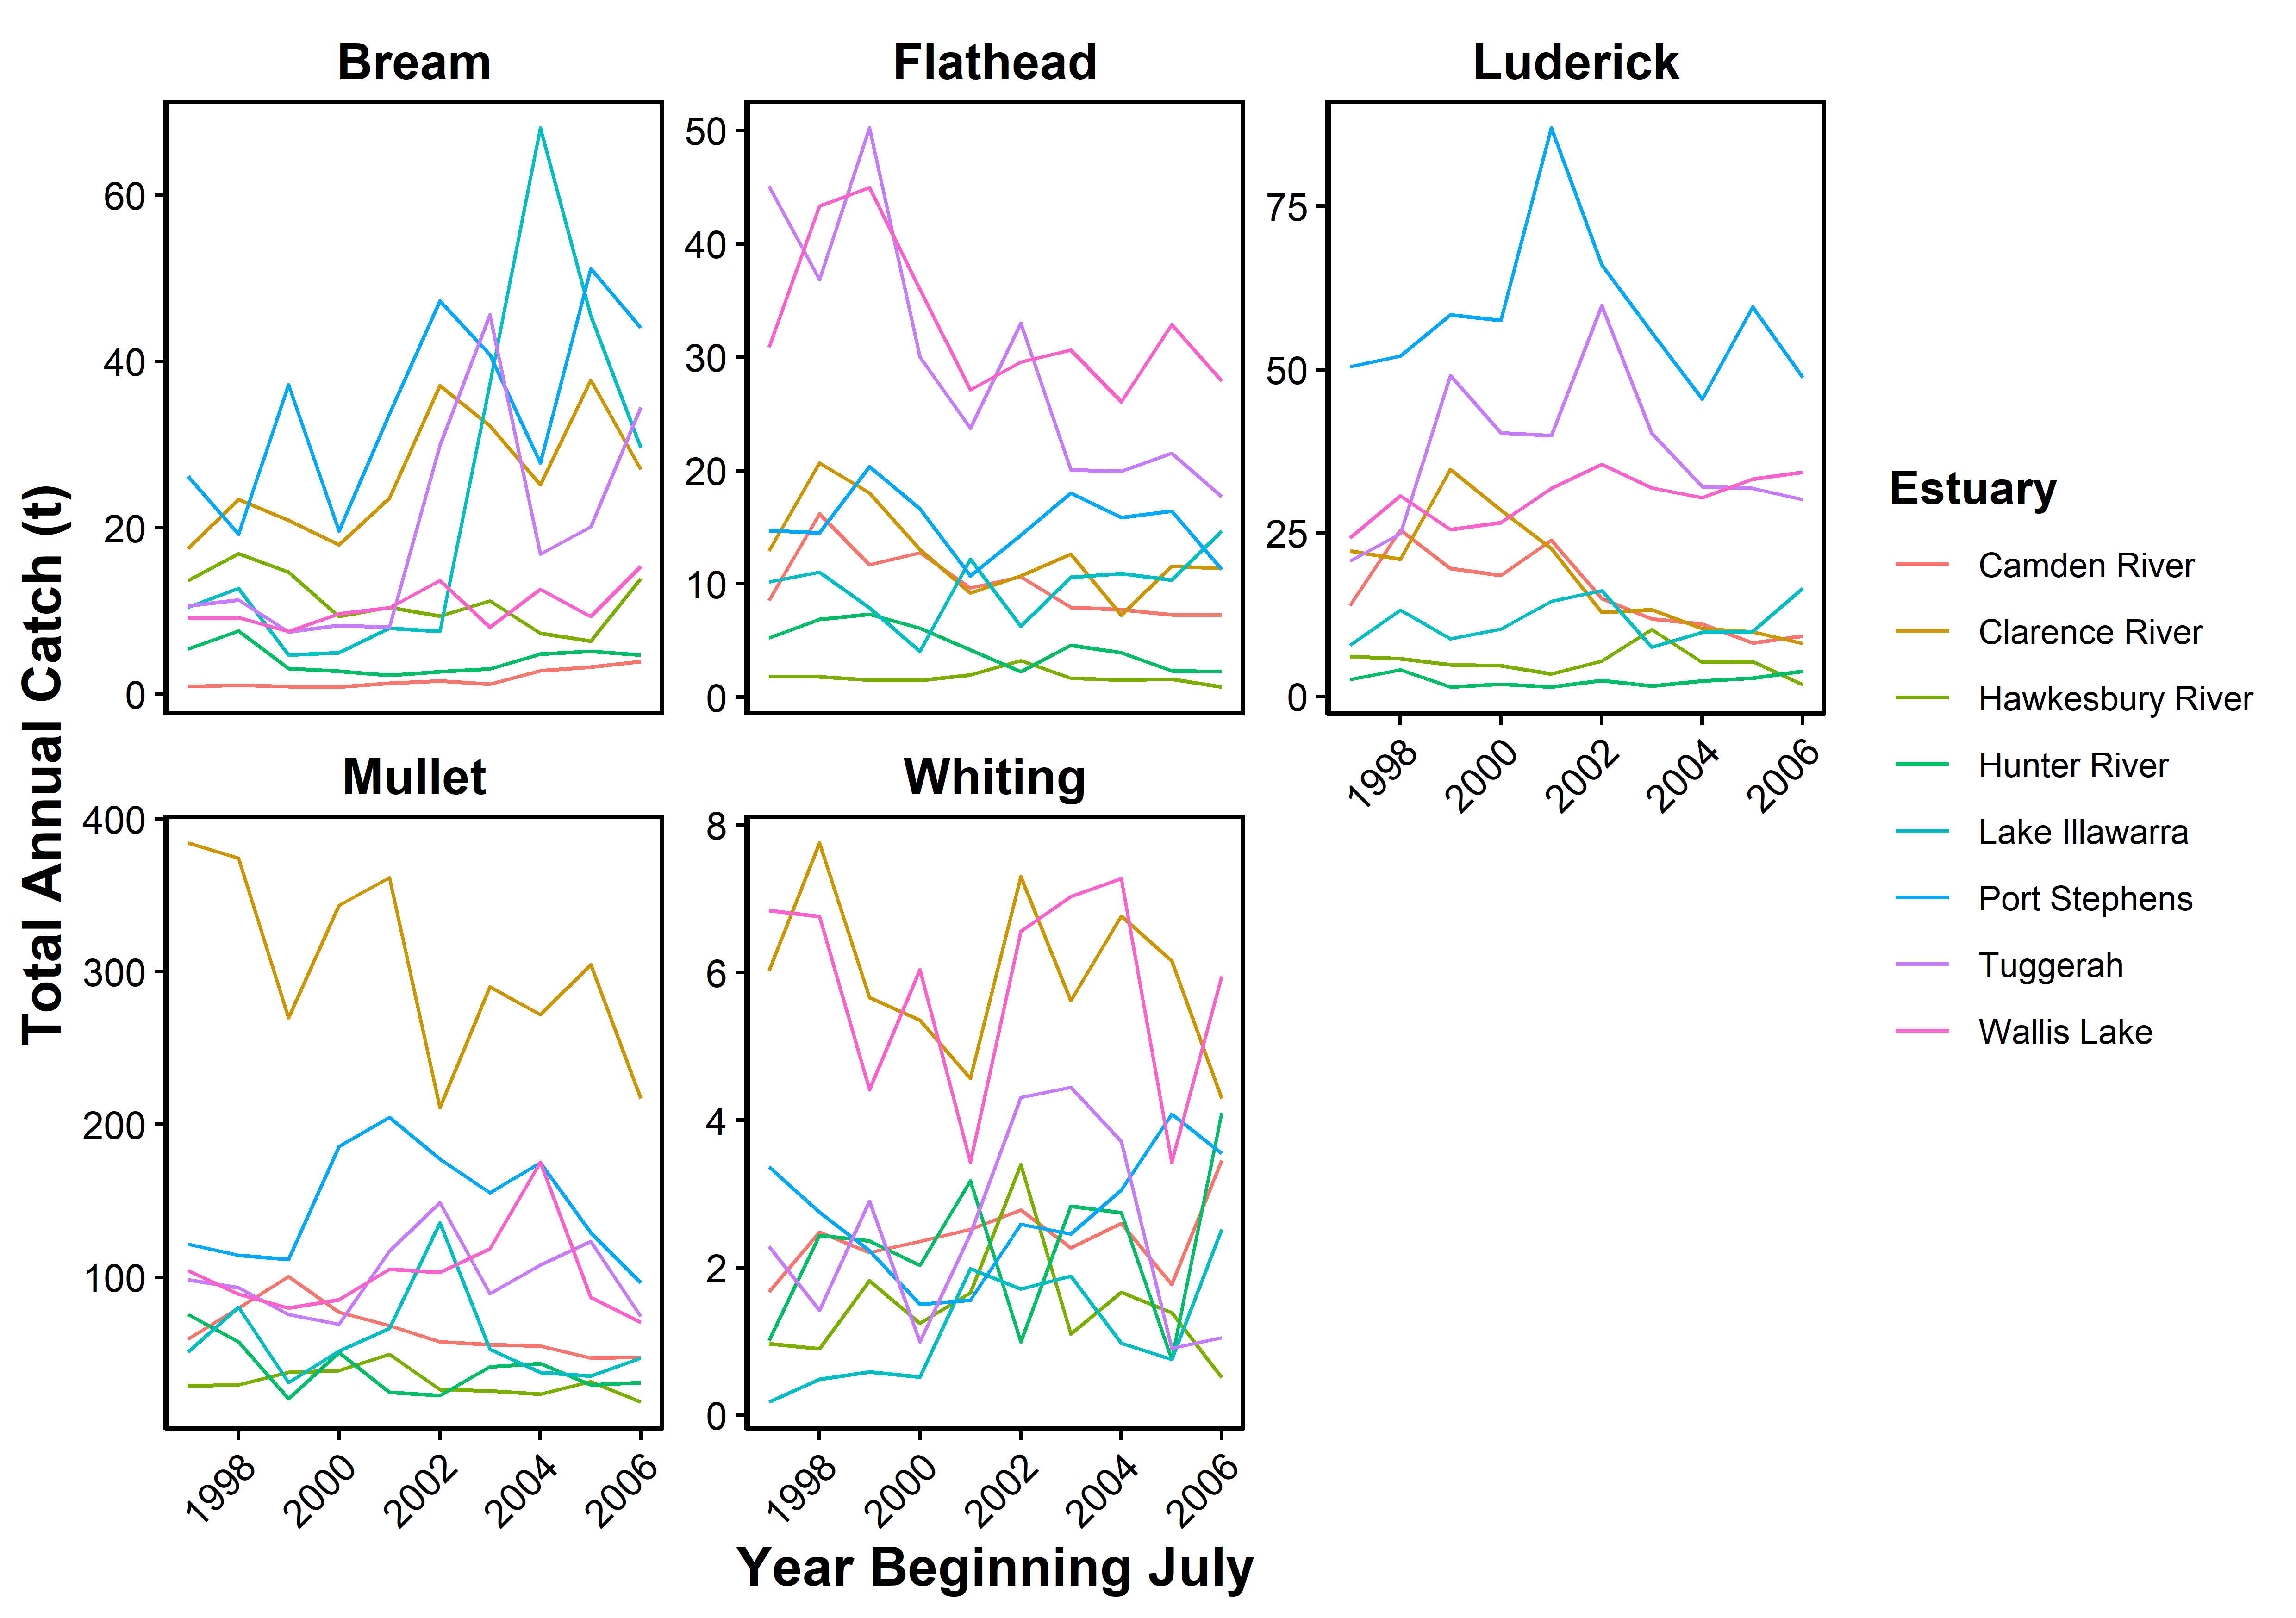 Bream
Flathead
Luderick
60
40
20
0
50
40
30
20
10
0
75
50
25
0
1998
2000
2002
2004
2006
Mullet
Whiting
400
300
200
100
8
6
4
2
0
1998
2000
2002
2004
2006
1998
2000
2002
2004
2006
Total Annual Catch (t)
Year Beginning July
Estuary
Camden River
Clarence River
Hawkesbury River
Hunter River
Lake Illawarra
Port Stephens
Tuggerah
Wallis Lake